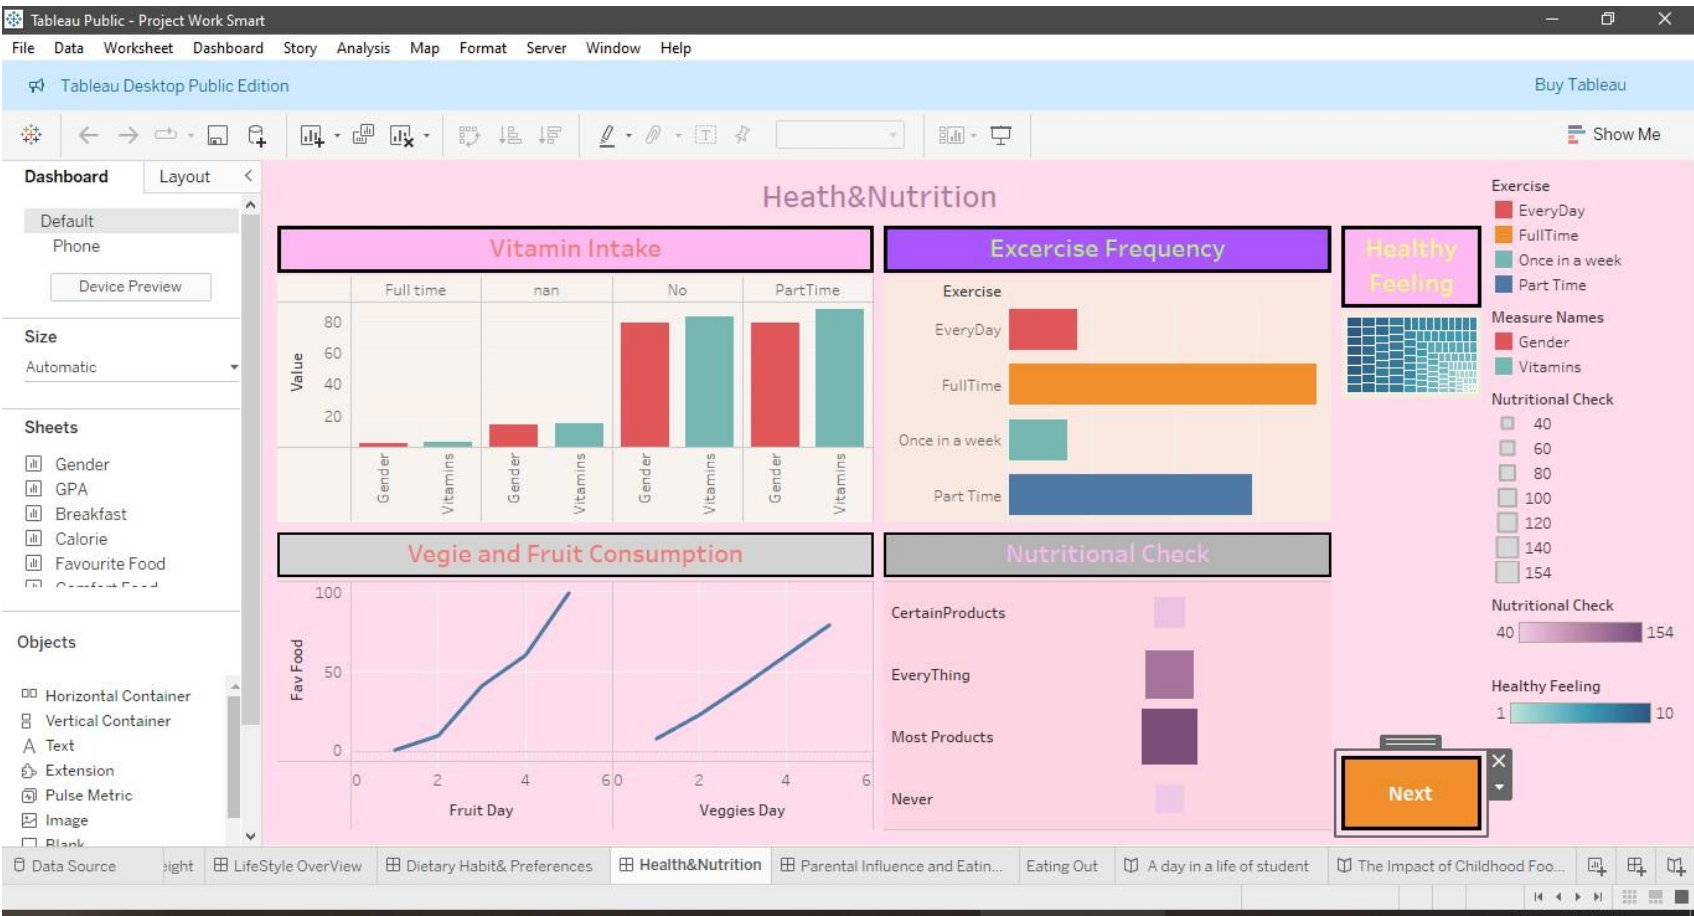 Tableau Public - Project Work Smart
File Data Worksheet Dashboard Story Analysis Map Format Server Window Help
Tableau Desktop Public Edition
Buy Tableau
Show Me
Dashboard Layout
Default
Phone
Device Preview
Size
Automatic
Sheets
Gender
GPA
Breakfast
Calorie
Favourite Food
Comfort Food
Objects
Horizontal Container
Vertical Container
Text
Extension
Pulse Metric
Image
Blank
Heath&Nutrition
Vitamin Intake
Full time nan No PartTime
Value
80
60
40
20
Gender Vitamins Gender Vitamins Gender Vitamins Gender Vitamins
Excercise Frequency
Exercise
EveryDay
FullTime
Once in a week
Part Time
Healthy
Feeling
Vegie and Fruit Consumption
Fav Food
100
50
0
0 2 4 6 0 2 4 6
Fruit Day Veggies Day
Nutritional Check
CertainProducts
EveryThing
Most Products
Never
Exercise
EveryDay
FullTime
Once in a week
Part Time
Measure Names
Gender
Vitamins
Nutritional Check
40
60
80
100
120
140
154
Nutritional Check
40 154
Healthy Feeling
1 10
Next
Data Source eight LifeStyle OverView Dietary Habit& Preferences Health&Nutrition Parental Influence and Eatin... Eating Out A day in a life of student The Impact of Childhood Foo...